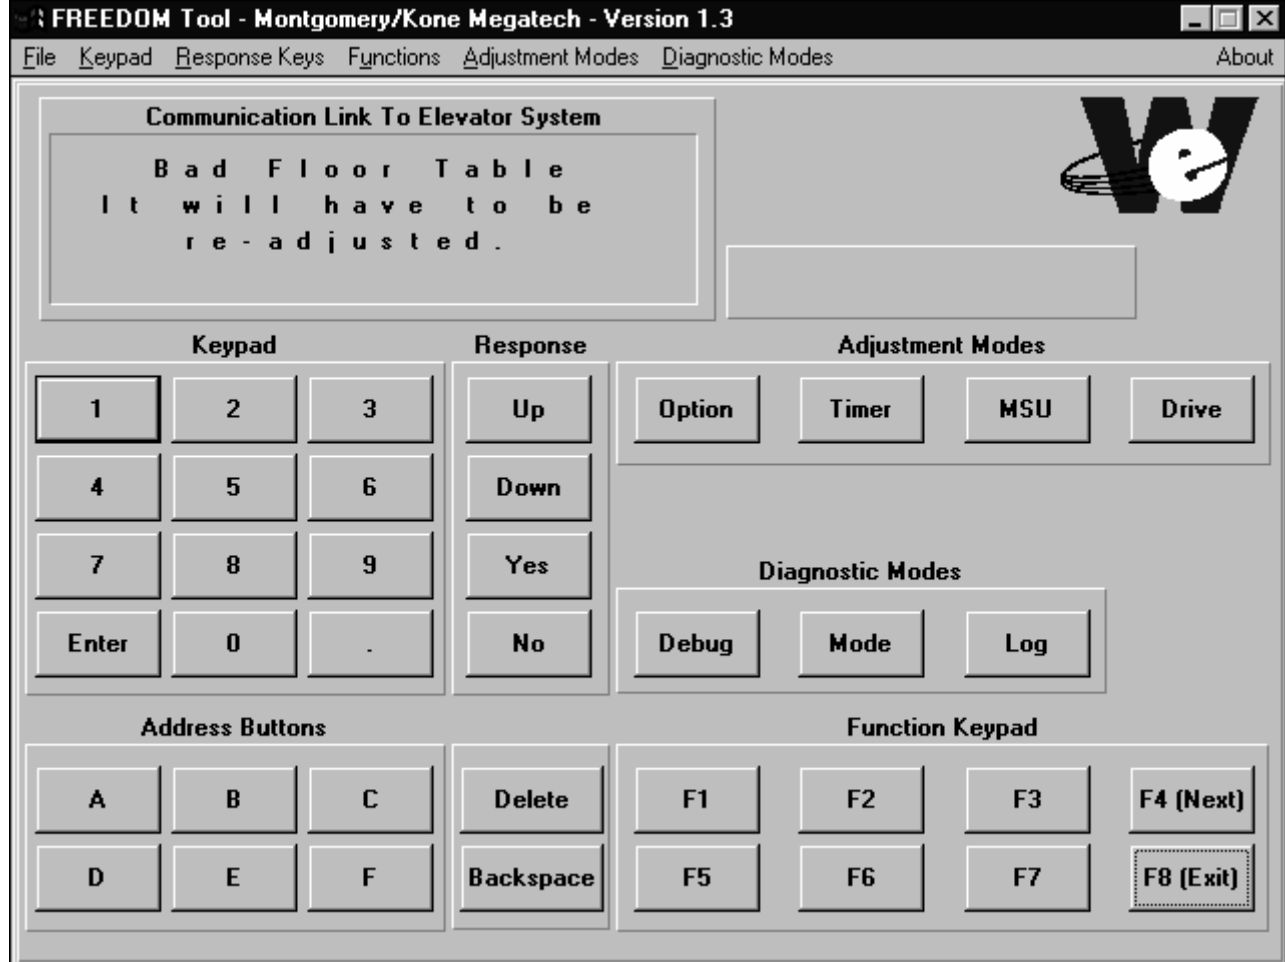 FREEDOM Tool - Montgomery/Kone Megatech - Version 1.3
File Keypad Response Keys Functions Adjustment Modes Diagnostic Modes About
Communication Link To Elevator System
Bad Floor Table
It will have to be
re-adjusted.
We
Keypad Response Adjustment Modes
1 2 3 Up Option Timer MSU Drive
4 5 6 Down
7 8 9 Yes
Diagnostic Modes
Enter 0 . No Debug Mode Log
Address Buttons Function Keypad
A B C Delete F1 F2 F3 F4 (Next)
D E F Backspace F5 F6 F7 F8 (Exit)